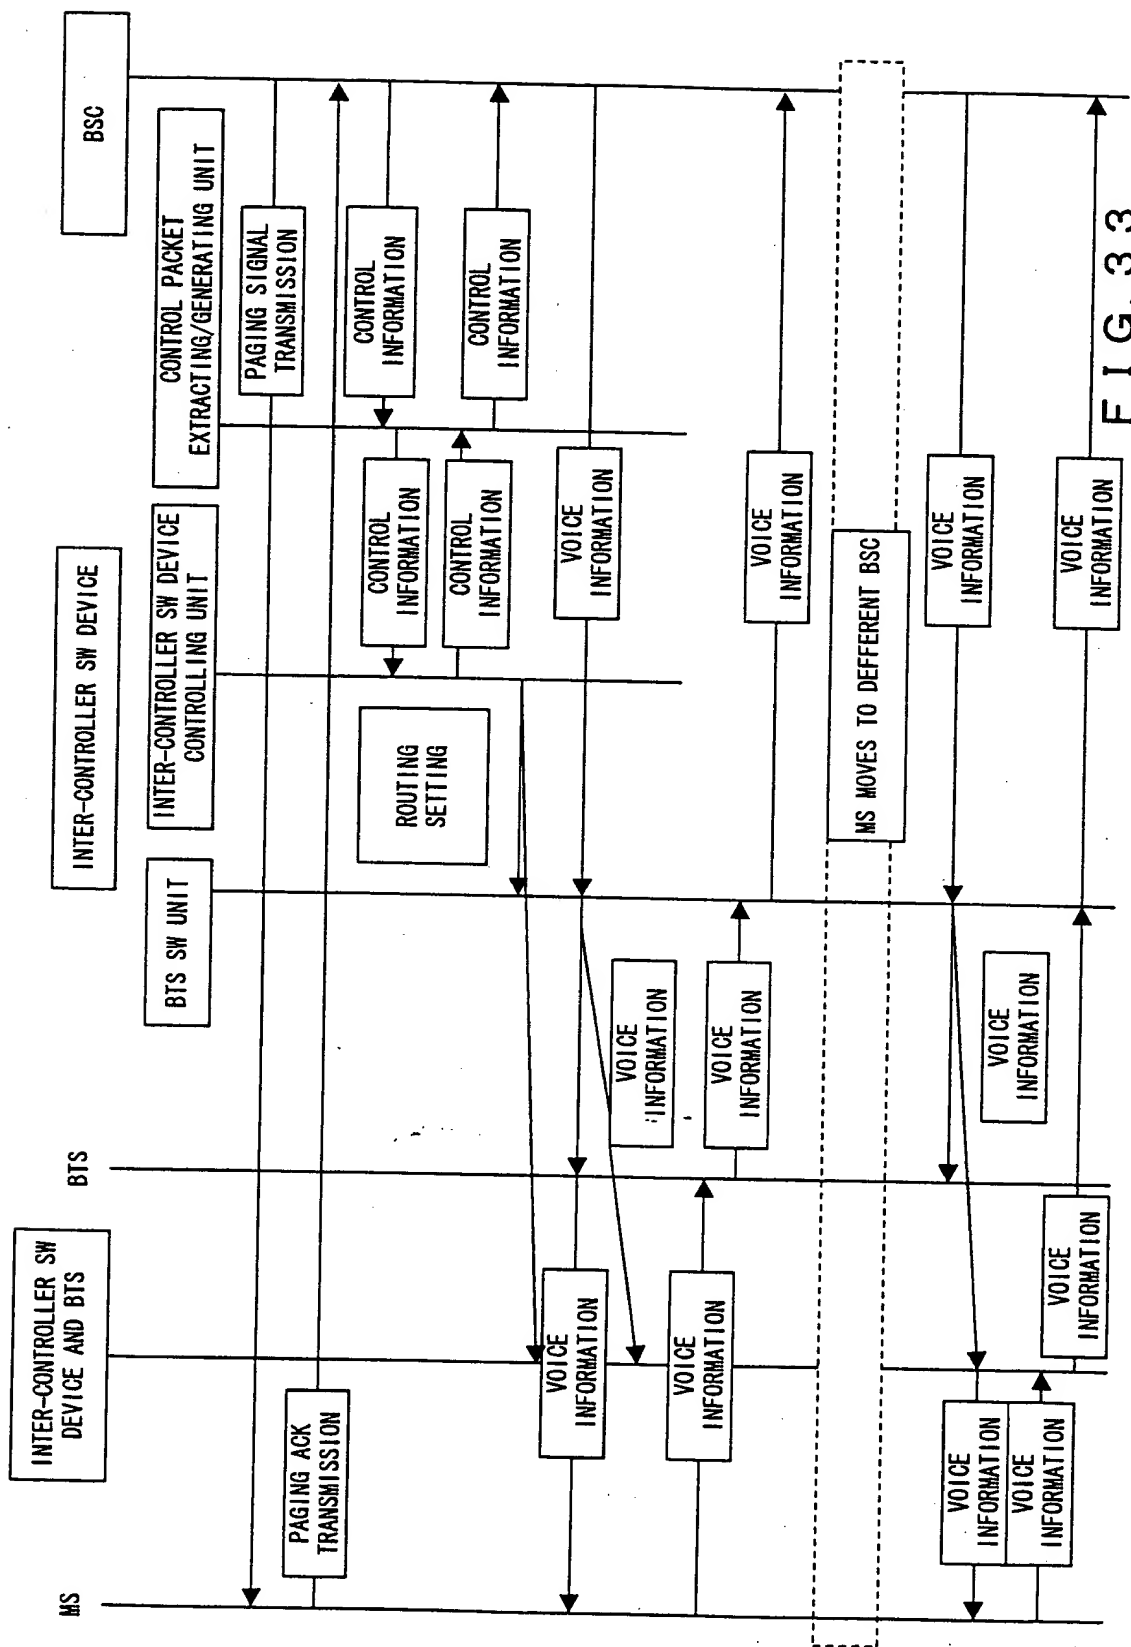 BSC
INTER-CONTROLLER SW DEVICE
CONTROL PACKET
EXTRACTING/GENERATING UNIT
INTER-CONTROLLER SW DEVICE
CONTROLLING UNIT
BTS SW UNIT
BTS
INTER-CONTROLLER SW
DEVICE AND BTS
MS
PAGING SIGNAL
TRANSMISSION
PAGING ACK
TRANSMISSION
CONTROL
INFORMATION
CONTROL
INFORMATION
CONTROL
INFORMATION
CONTROL
INFORMATION
ROUTING
SETTING
VOICE
INFORMATION
VOICE
INFORMATION
VOICE
INFORMATION
VOICE
INFORMATION
VOICE
INFORMATION
VOICE
INFORMATION
MS MOVES TO DEFFERENT BSC
VOICE
INFORMATION
VOICE
INFORMATION
VOICE
INFORMATION
VOICE
INFORMATION
VOICE
INFORMATION
VOICE
INFORMATION
FIG. 33